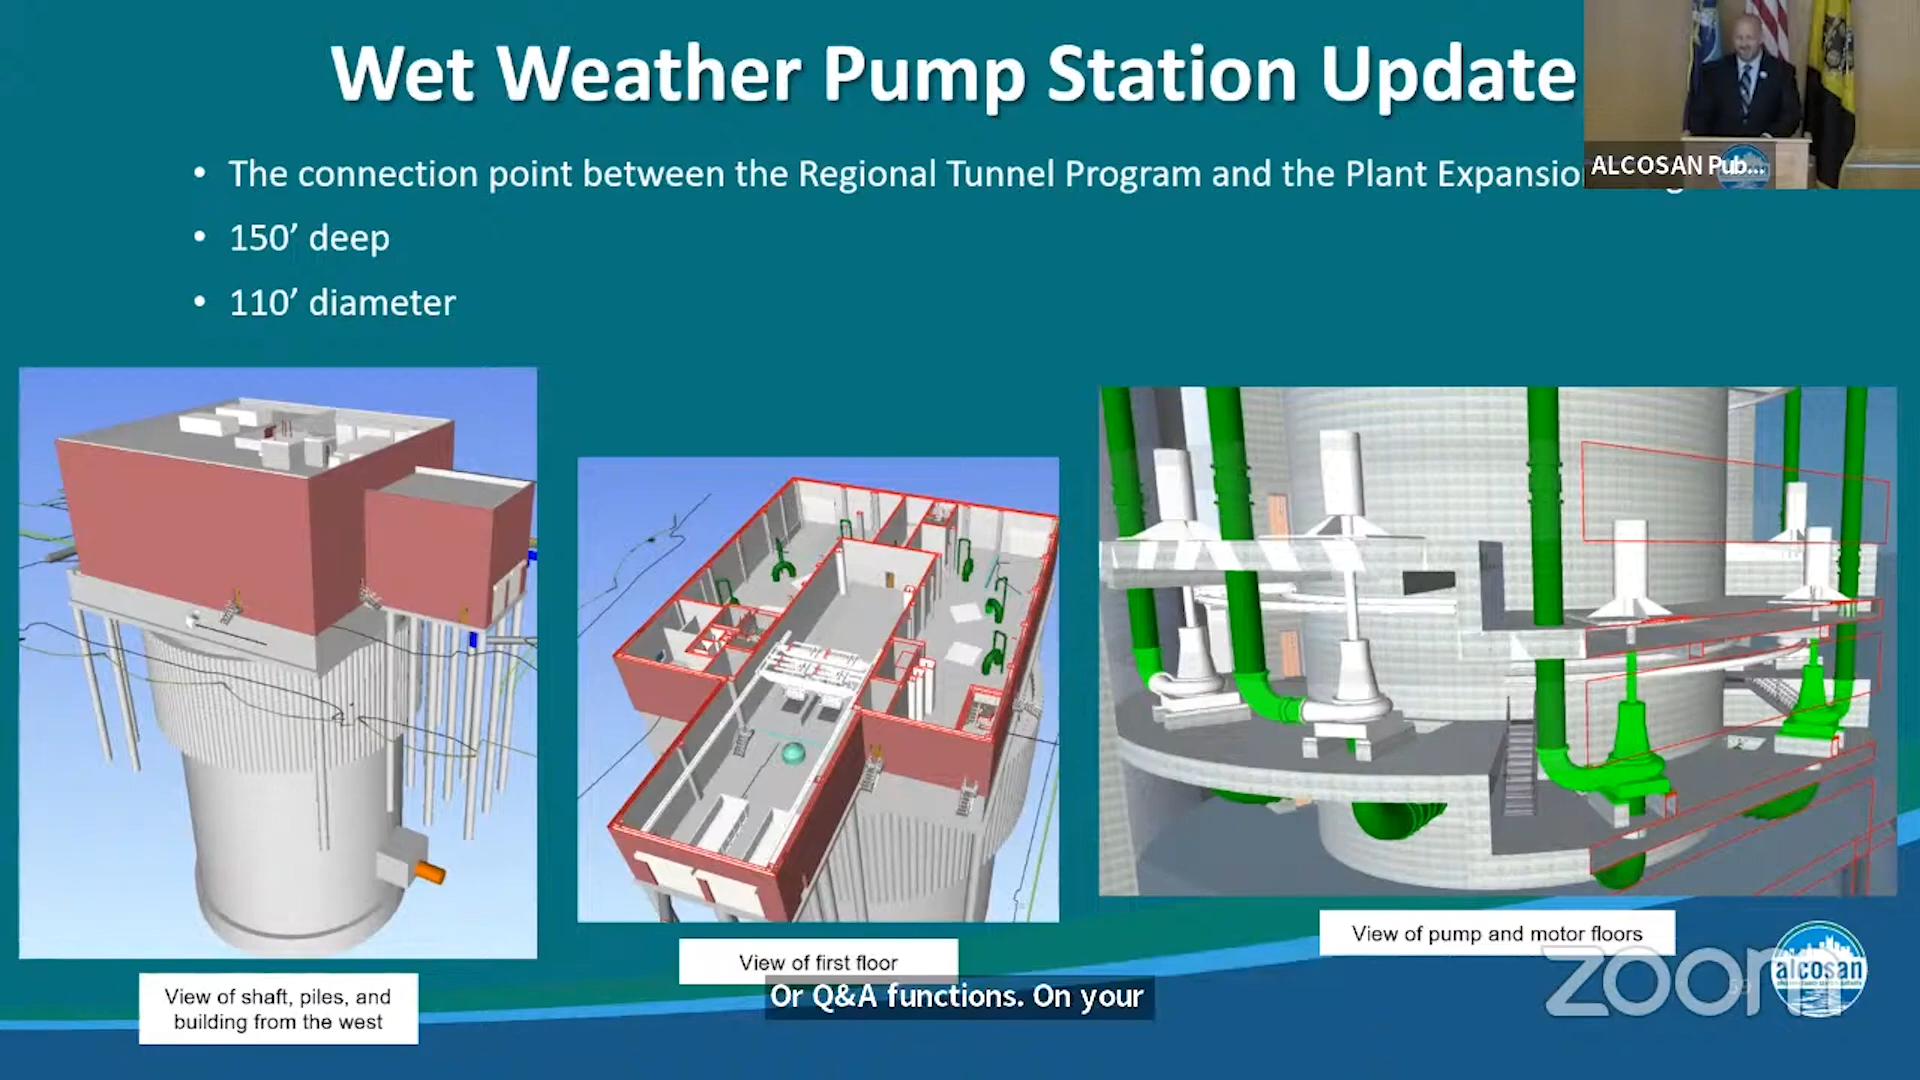 Wet Weather Pump Station Update
• The connection point between the Regional Tunnel Program and the Plant
ALCOSAN Pub...
• 150’ deep
• 110’ diameter
View of pump and motor floors
View of first floor
zoom
alcosan
Or Q&A functions. On your
View of shaft, piles, and
building from the west